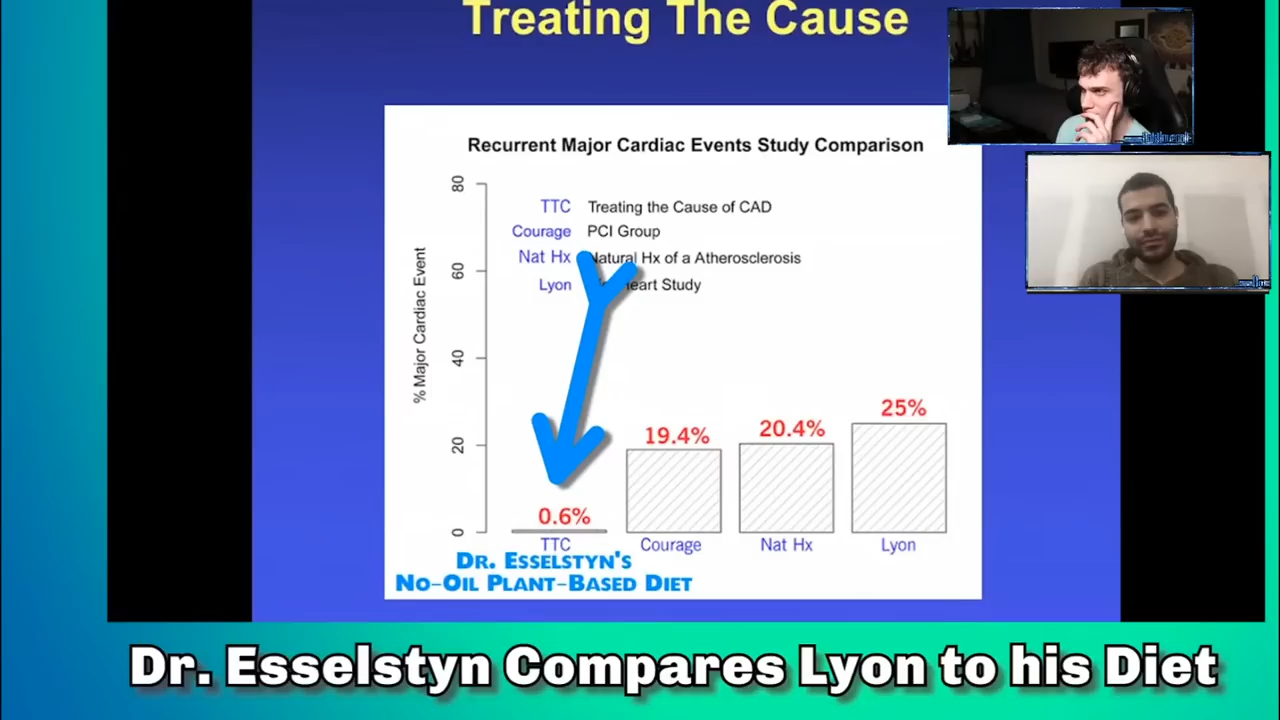 Treating The Cause
Recurrent Major Cardiac Events Study Comparison
% Major Cardiac Event
80
60
40
20
0
TTC Treating the Cause of CAD
Courage PCI Group
Nat Hx Natural Hx of a Atherosclerosis
Lyon Heart Study
0.6%
19.4%
20.4%
25%
TTC Courage Nat Hx Lyon
DR. ESSELSTYN'S
NO-OIL PLANT-BASED DIET
Dr. Esselstyn Compares Lyon to his Diet